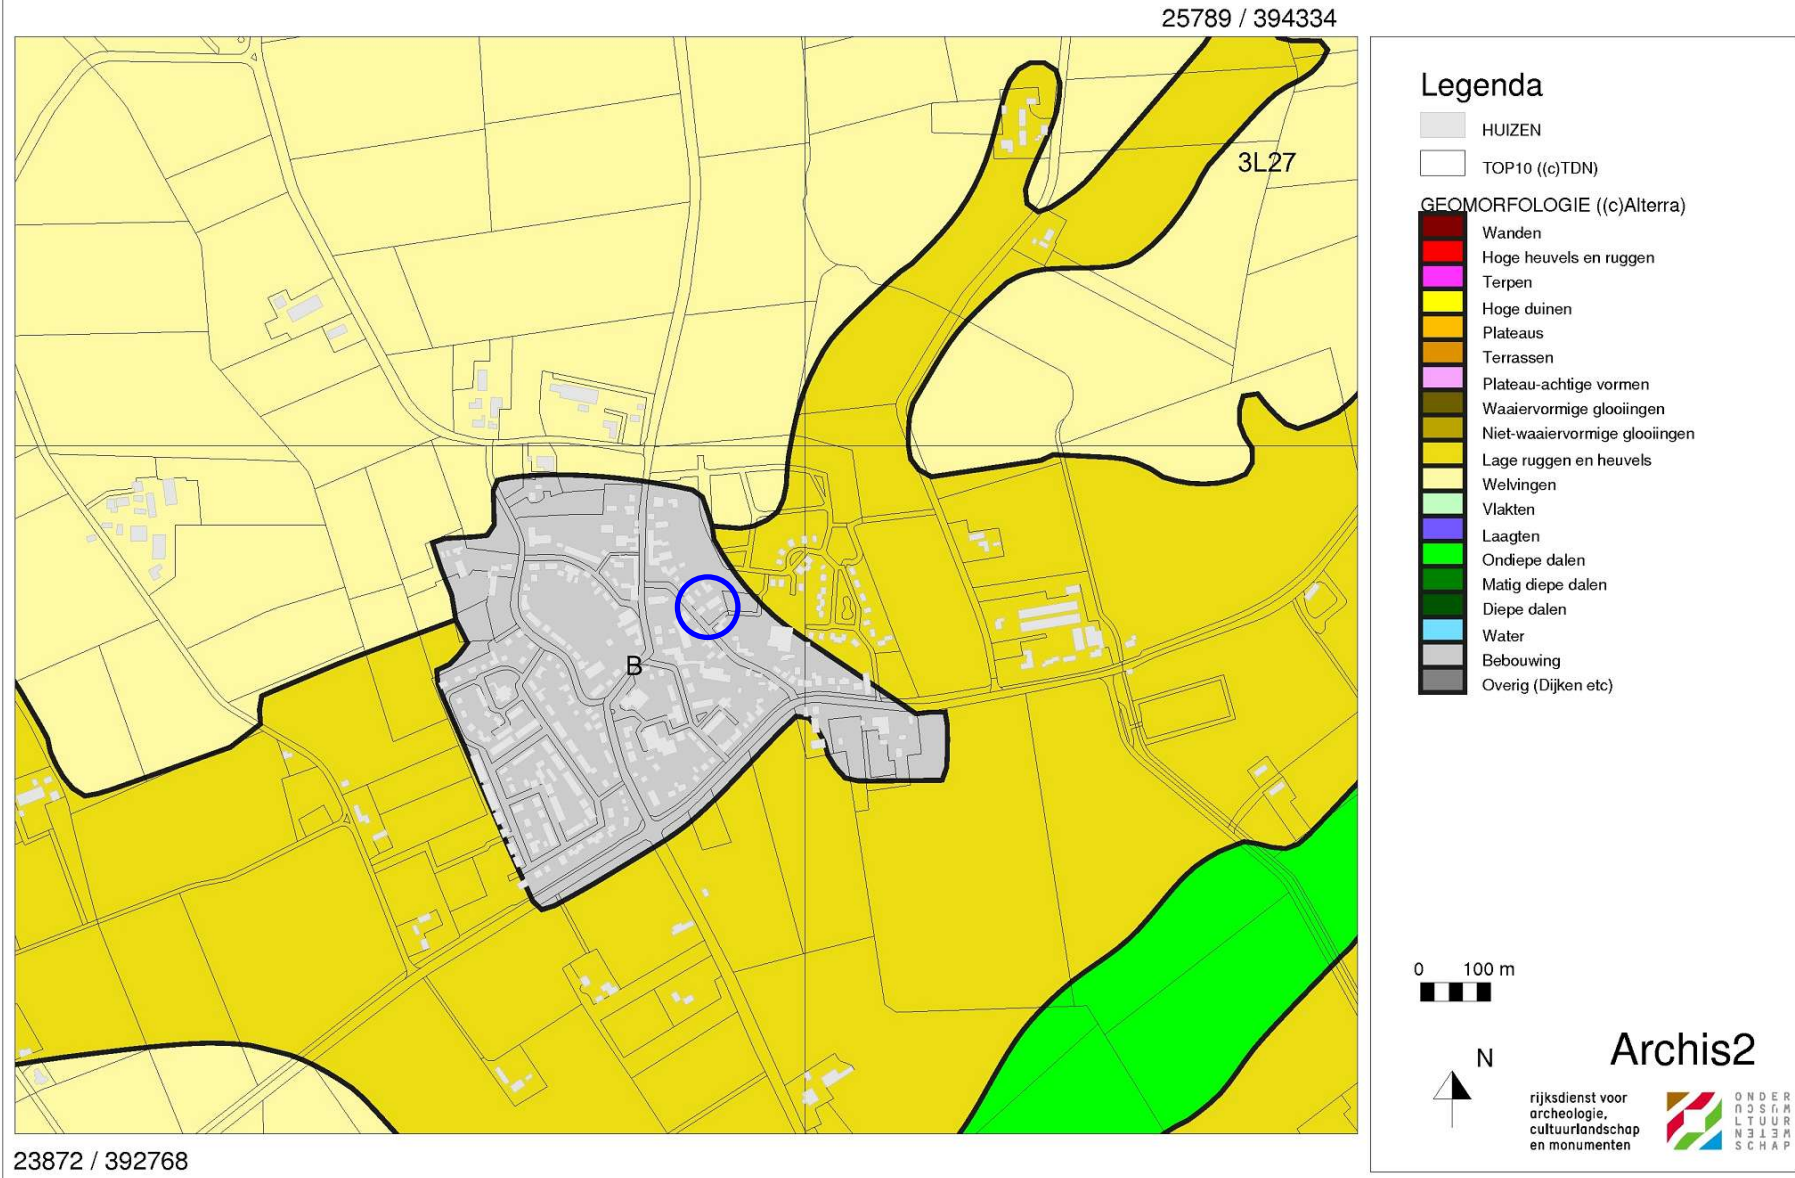 25789 / 394334
3L27
B
23872 / 392768
Legenda
HUIZEN
TOP10 ((c)TDN)
GEOMORFOLOGIE ((c)Alterra)
Wanden
Hoge heuvels en ruggen
Terpen
Hoge duinen
Plateaus
Terrassen
Plateau-achtige vormen
Waaiervormige glooiingen
Niet-waaiervormige glooiingen
Lage ruggen en heuvels
Welvingen
Vlakten
Laagten
Ondiepe dalen
Matig diepe dalen
Diepe dalen
Water
Bebouwing
Overig (Dijken etc)
0 100 m
N
Archis2
rijksdienst voor
archeologie,
cultuurlandschap
en monumenten
ONDER
LTUUR
SCHAP